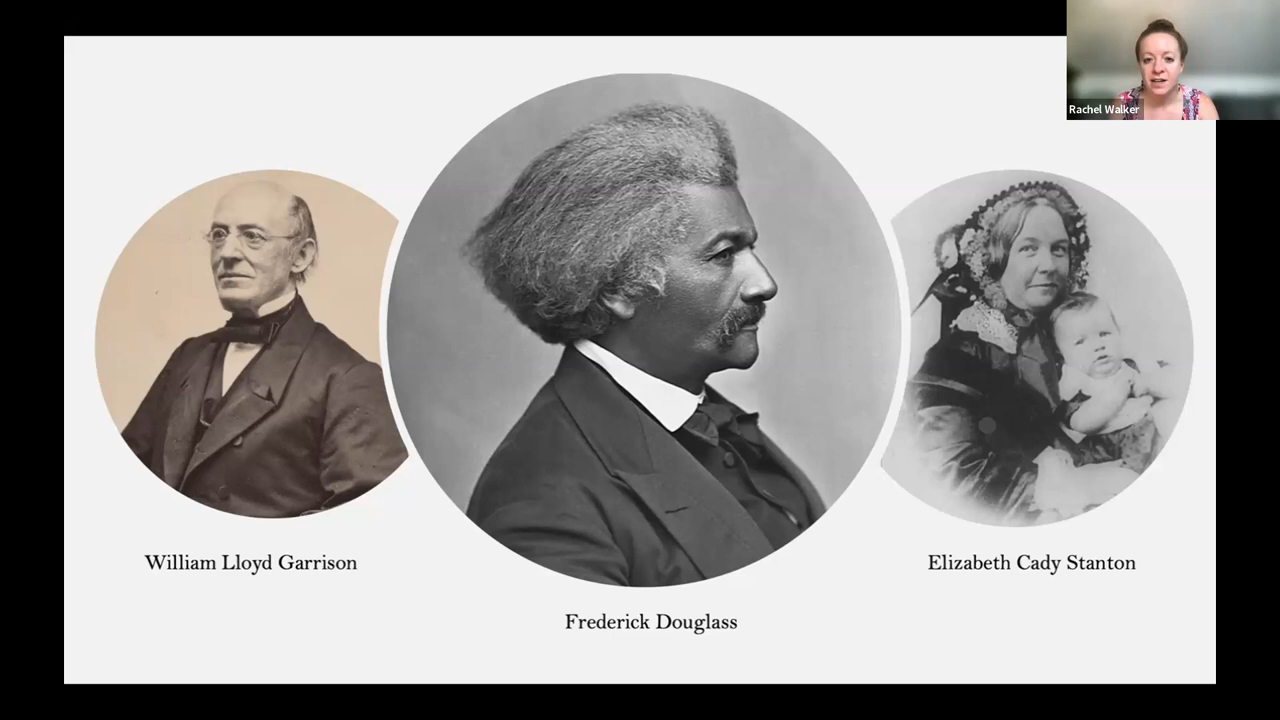 Rachel Walker
William Lloyd Garrison
Elizabeth Cady Stanton
Frederick Douglass